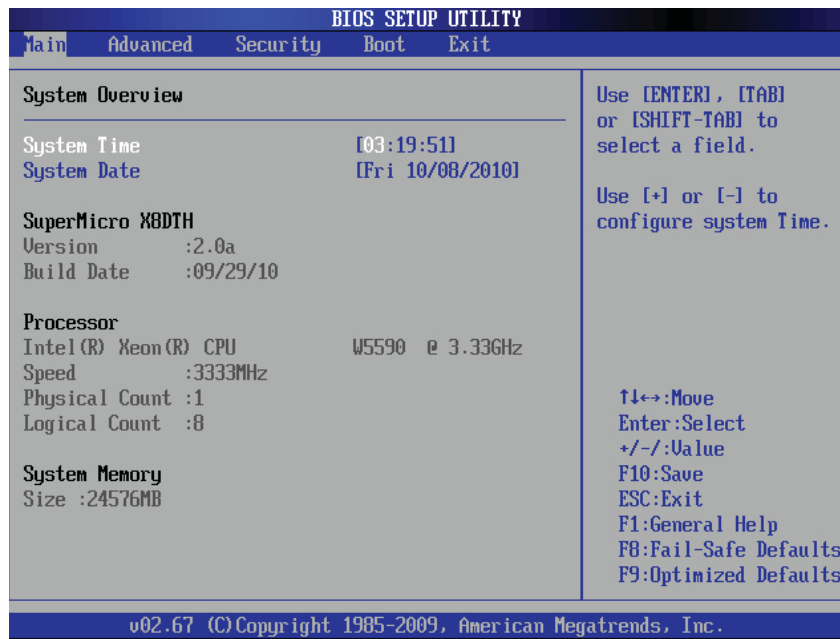 BIOS SETUP UTILITY
Main Advanced Security Boot Exit
System Overview
System Time [03:19:51]
System Date [Fri 10/08/2010]
SuperMicro X8DTH
Version :2.0a
Build Date :09/29/10
Processor
Intel(R) Xeon(R) CPU W5590 @ 3.33GHz
Speed :3333MHz
Physical Count :1
Logical Count :8
System Memory
Size :24576MB
Use [ENTER], [TAB]
or [SHIFT-TAB] to
select a field.
Use [+] or [-] to
configure system Time.
↑↓↔:Move
Enter:Select
+/-/:Value
F10:Save
ESC:Exit
F1:General Help
F8:Fail-Safe Defaults
F9:Optimized Defaults
v02.67 (C)Copyright 1985-2009, American Megatrends, Inc.